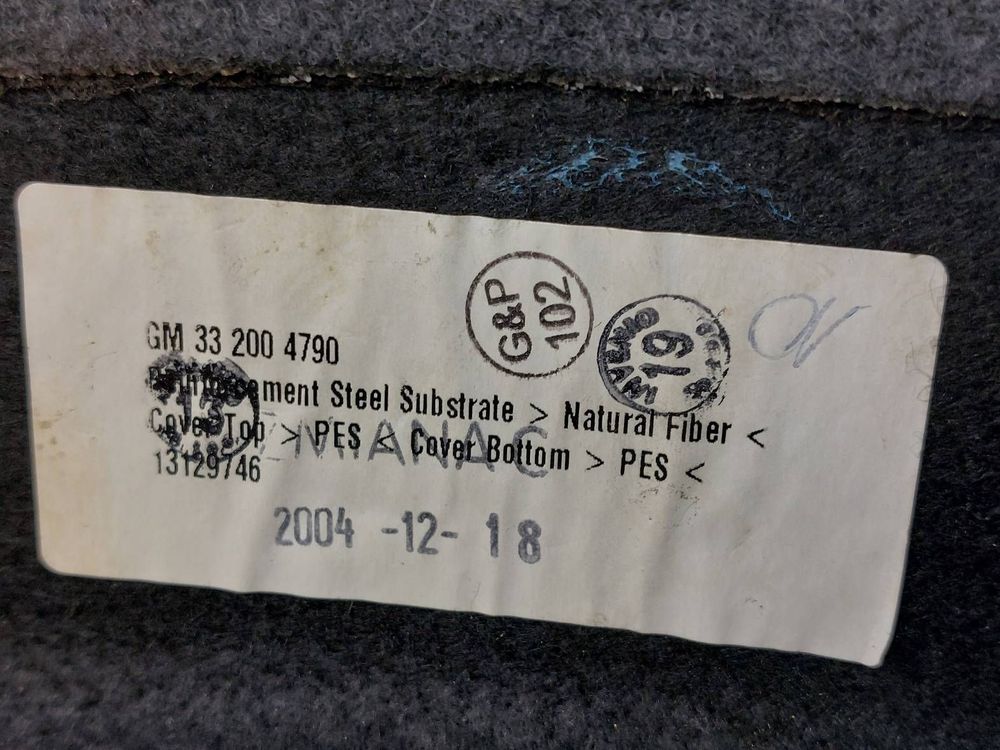 G&P
102
19
GM 33 200 4790
Reinforcement Steel Substrate > Natural Fiber <
Cover Top > PES < Cover Bottom > PES <
ZMIANA C
13129746
2004 -12- 18